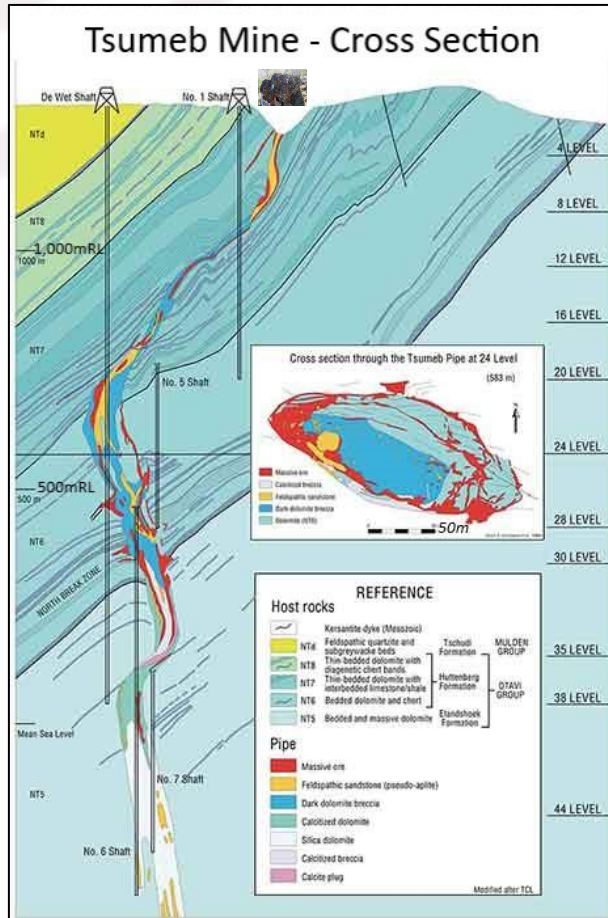 Tsumeb Mine - Cross Section
De Wet Shaft
No. 1 Shaft
NTd
4 LEVEL
NT8
8 LEVEL
1,000mRL
1000 m
12 LEVEL
16 LEVEL
NT7
No. 5 Shaft
20 LEVEL
Cross section through the Tsumeb Pipe at 24 Level
(583 m)
24 LEVEL
Massive ore
Calcitized breccia
Feldspathic sandstone
Dark dolomite breccia
Dolomite (NT6)
0
50m
500mRL
500 m
28 LEVEL
NT6
30 LEVEL
NORTH BREAK ZONE
REFERENCE
Host rocks
Kersantite dyke (Mesozoic)
NTd Feldspathic quartzite and subgreywacke beds
Tschudi Formation
MULDEN GROUP
NT8 Thin-bedded dolomite with diagenetic chert bands
NT7 Thin-bedded dolomite with interbedded limestone/shale
Huttenberg Formation
OTAVI GROUP
NT6 Bedded dolomite and chert
NT5 Bedded and massive dolomite
Elandshoek Formation
35 LEVEL
38 LEVEL
Mean Sea Level
Pipe
Massive ore
Feldspathic sandstone (pseudo-aplite)
Dark dolomite breccia
Calcitized dolomite
Silica dolomite
Calcitized breccia
Calcite plug
Modified after TCL
No. 7 Shaft
NT5
44 LEVEL
No. 6 Shaft